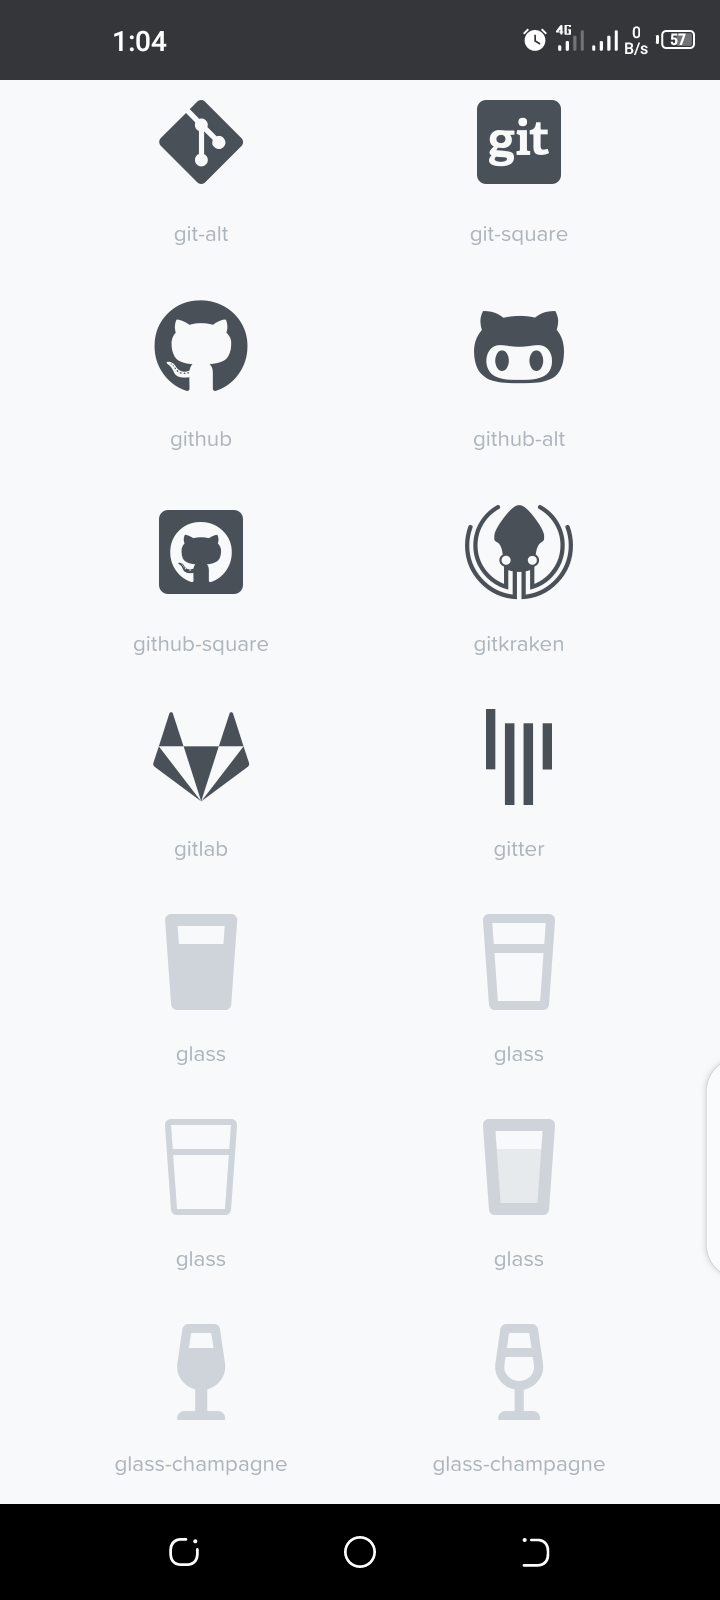 1:04
4G
0
B/s
57
git
git-alt
git-square
github
github-alt
github-square
gitkraken
gitlab
gitter
glass
glass
glass
glass
glass-champagne
glass-champagne